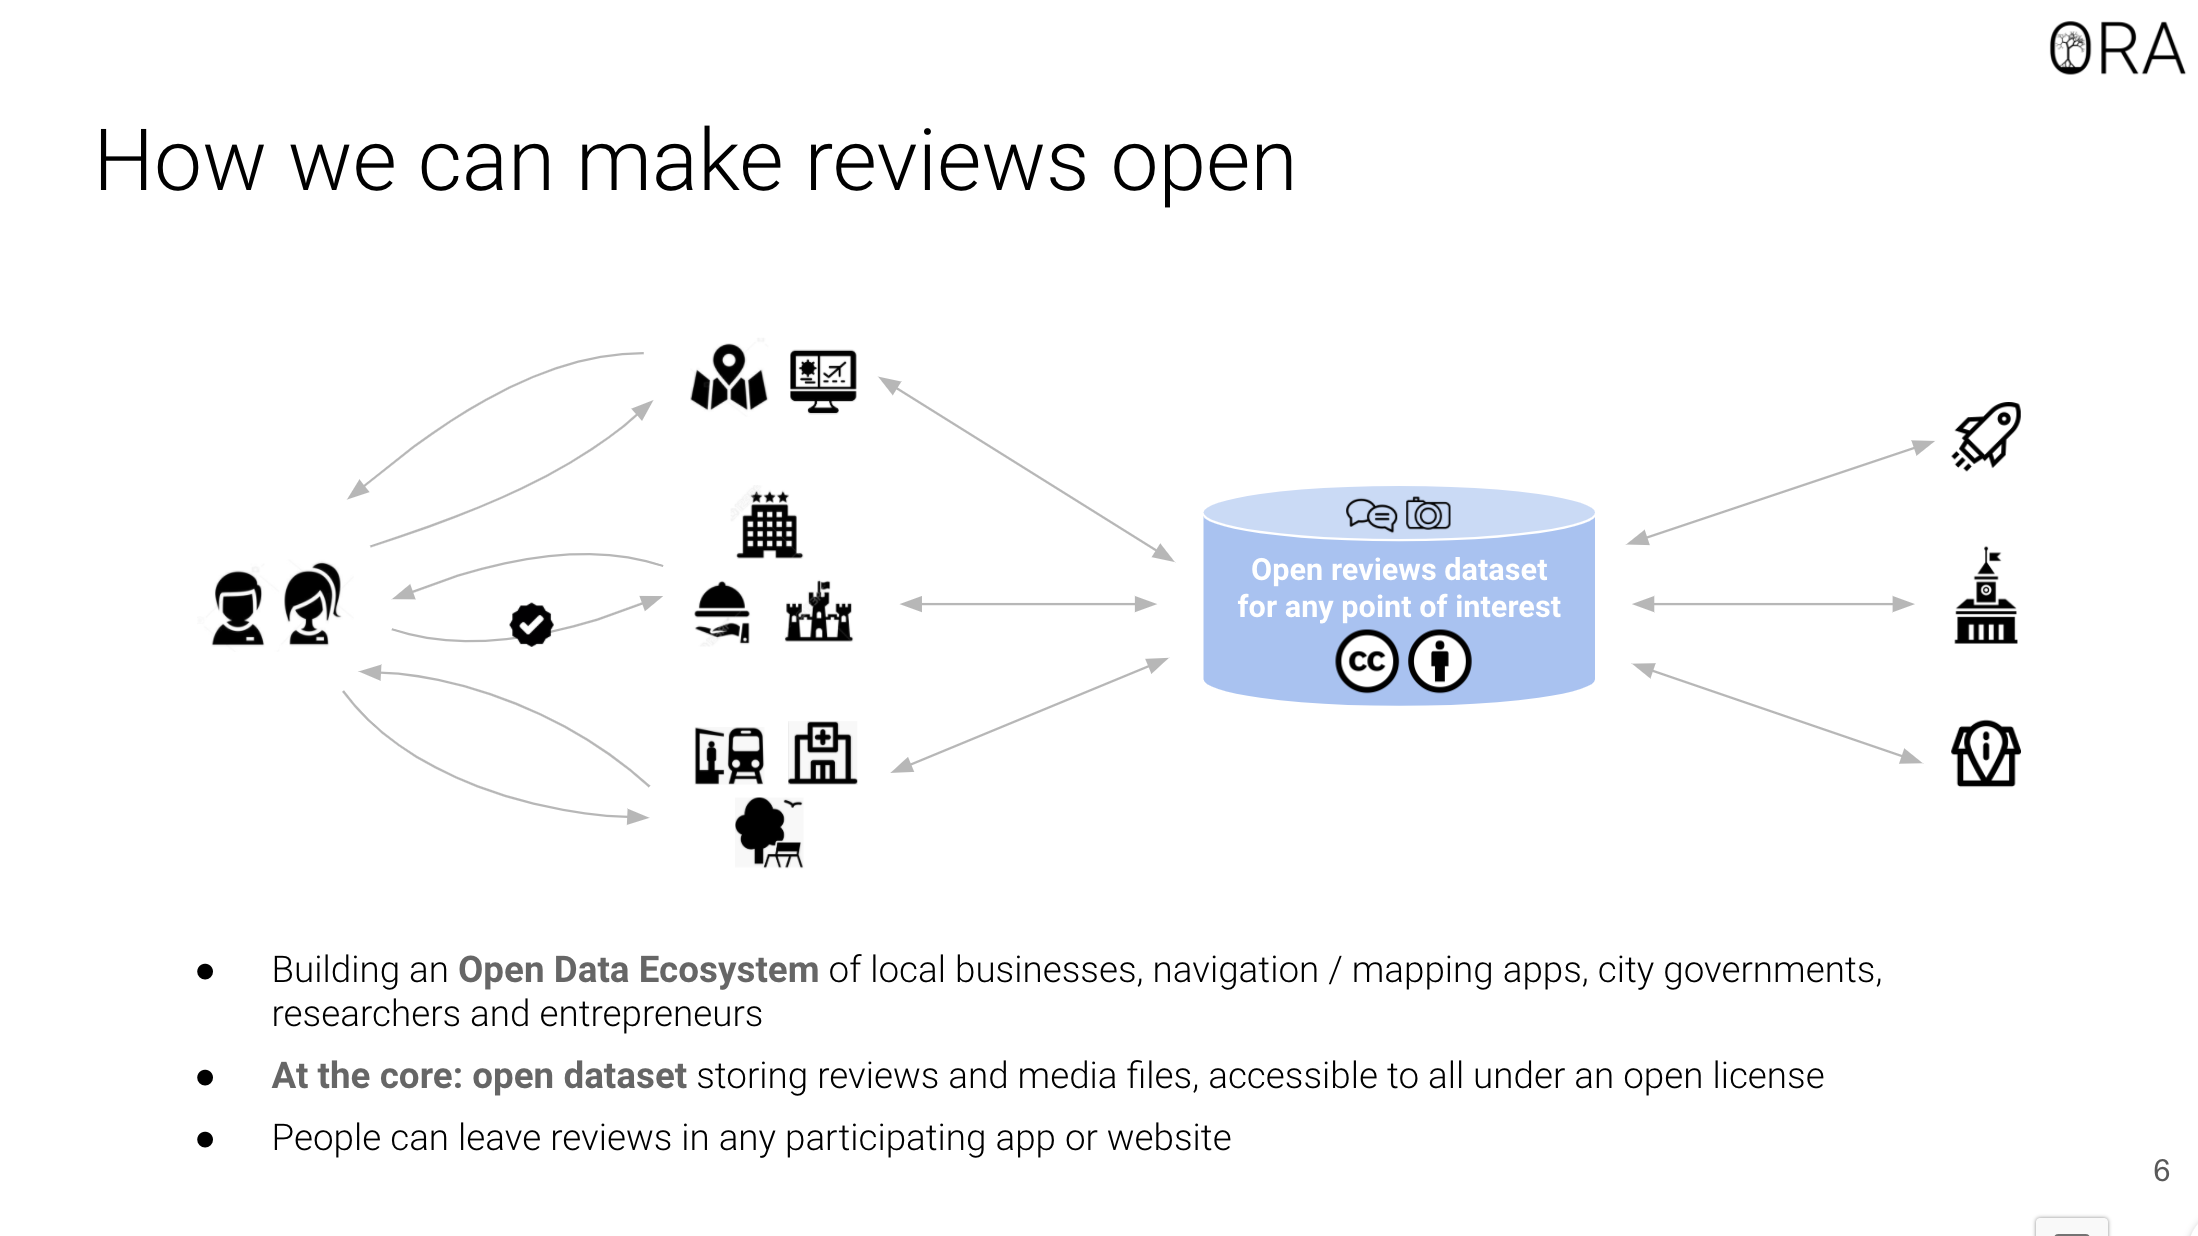 ORA
How we can make reviews open
Open reviews dataset
for any point of interest
cc
● Building an Open Data Ecosystem of local businesses, navigation / mapping apps, city governments,
researchers and entrepreneurs
● At the core: open dataset storing reviews and media files, accessible to all under an open license
● People can leave reviews in any participating app or website
6